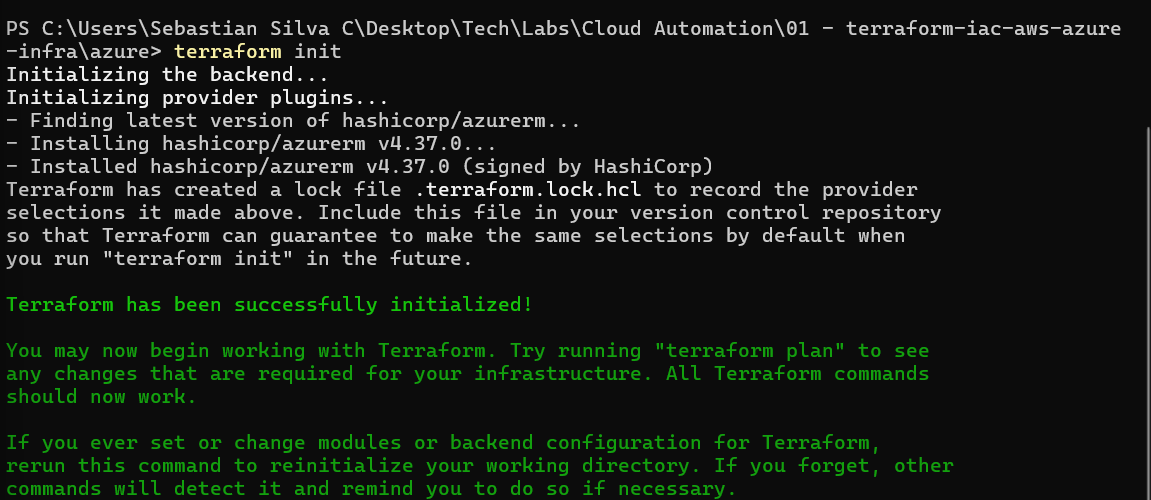 PS C:\Users\Sebastian Silva C\Desktop\Tech\Labs\Cloud Automation\01 - terraform-iac-aws-azure
-infra\azure> terraform init
Initializing the backend...
Initializing provider plugins...
- Finding latest version of hashicorp/azurerm...
- Installing hashicorp/azurerm v4.37.0...
- Installed hashicorp/azurerm v4.37.0 (signed by HashiCorp)
Terraform has created a lock file .terraform.lock.hcl to record the provider
selections it made above. Include this file in your version control repository
so that Terraform can guarantee to make the same selections by default when
you run "terraform init" in the future.
Terraform has been successfully initialized!
You may now begin working with Terraform. Try running "terraform plan" to see
any changes that are required for your infrastructure. All Terraform commands
should now work.
If you ever set or change modules or backend configuration for Terraform,
rerun this command to reinitialize your working directory. If you forget, other
commands will detect it and remind you to do so if necessary.